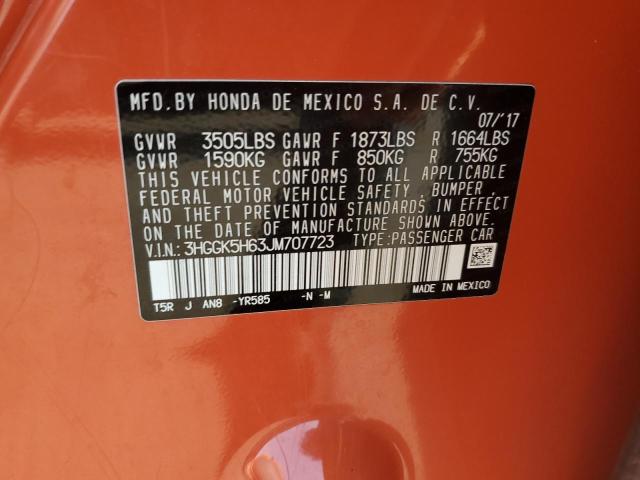 MFD.BY HONDA DE MEXICO S.A. DE C.V.
07/'17
GVWR 3505LBS GAWR F 1873LBS R 1664LBS
GVWR 1590KG GAWR F 850KG R 755KG
THIS VEHICLE CONFORMS TO ALL APPLICABLE
FEDERAL MOTOR VEHICLE SAFETY, BUMPER,
AND THEFT PREVENTION STANDARDS IN EFFECT
ON THE DATE OF MANUFACTURE SHOWN ABOVE.
V.I.N.: 3HGGK5H63JM707723 TYPE:PASSENGER CAR
T5R J AN8 -YR585 -N -M MADE IN MEXICO